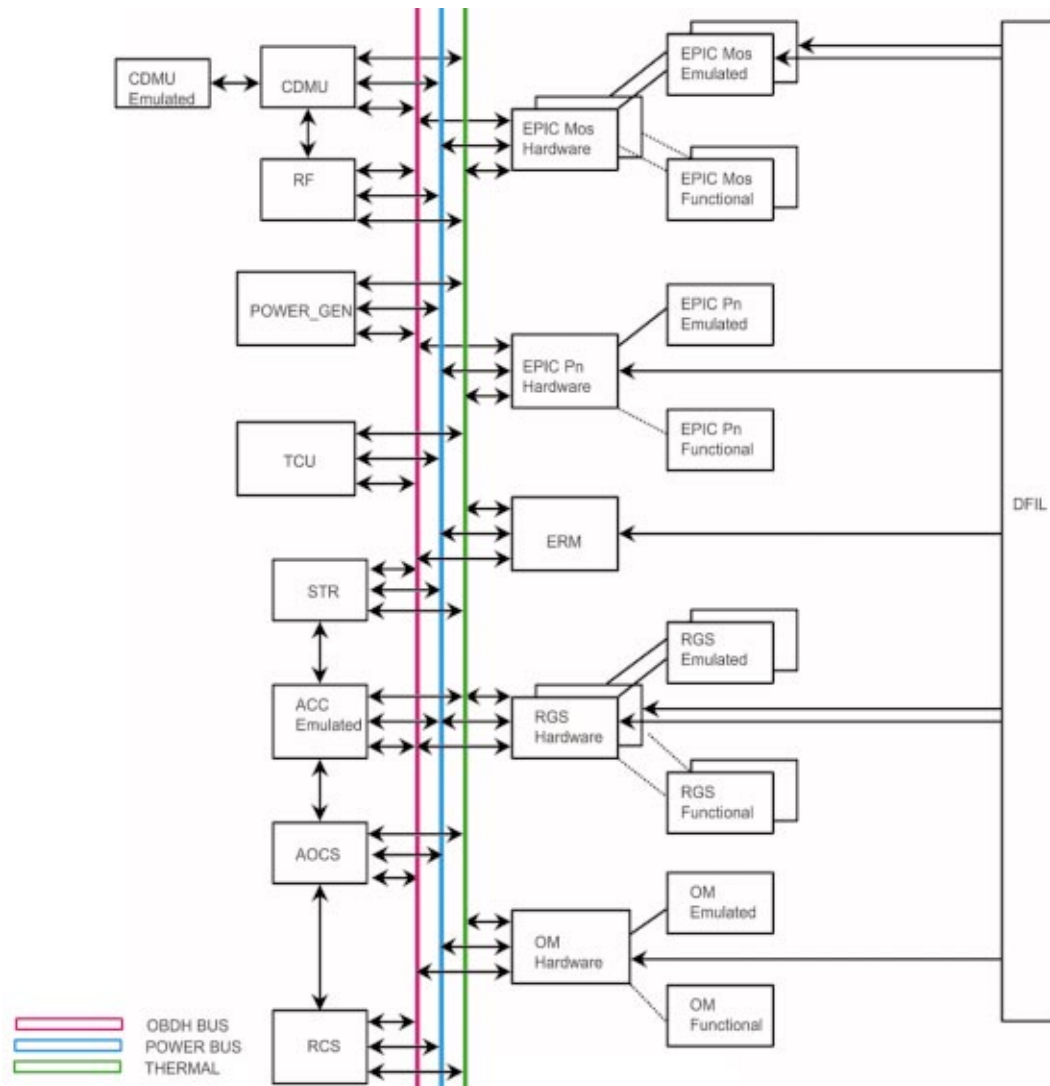 CDMU
Emulated
CDMU
RF
POWER_GEN
TCU
STR
ACC
Emulated
AOCS
RCS
EPIC Mos
Emulated
EPIC Mos
Hardware
EPIC Mos
Functional
EPIC Pn
Emulated
EPIC Pn
Hardware
EPIC Pn
Functional
ERM
RGS
Emulated
RGS
Hardware
RGS
Functional
OM
Emulated
OM
Hardware
OM
Functional
DFIL
OBDH BUS
POWER BUS
THERMAL